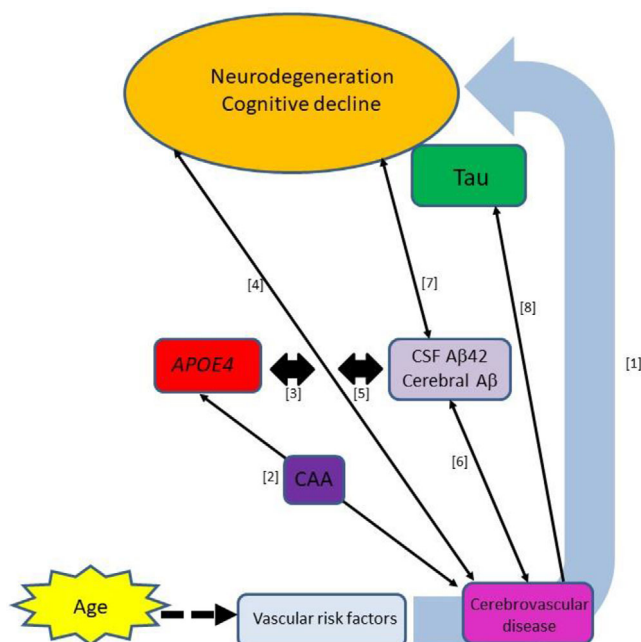 Neurodegeneration
Cognitive decline
Tau
[4]
[7]
[8]
[1]
APOE4
[3]
[5]
CSF Aβ42
Cerebral Aβ
[2]
CAA
[6]
Age
Vascular risk factors
Cerebrovascular
disease